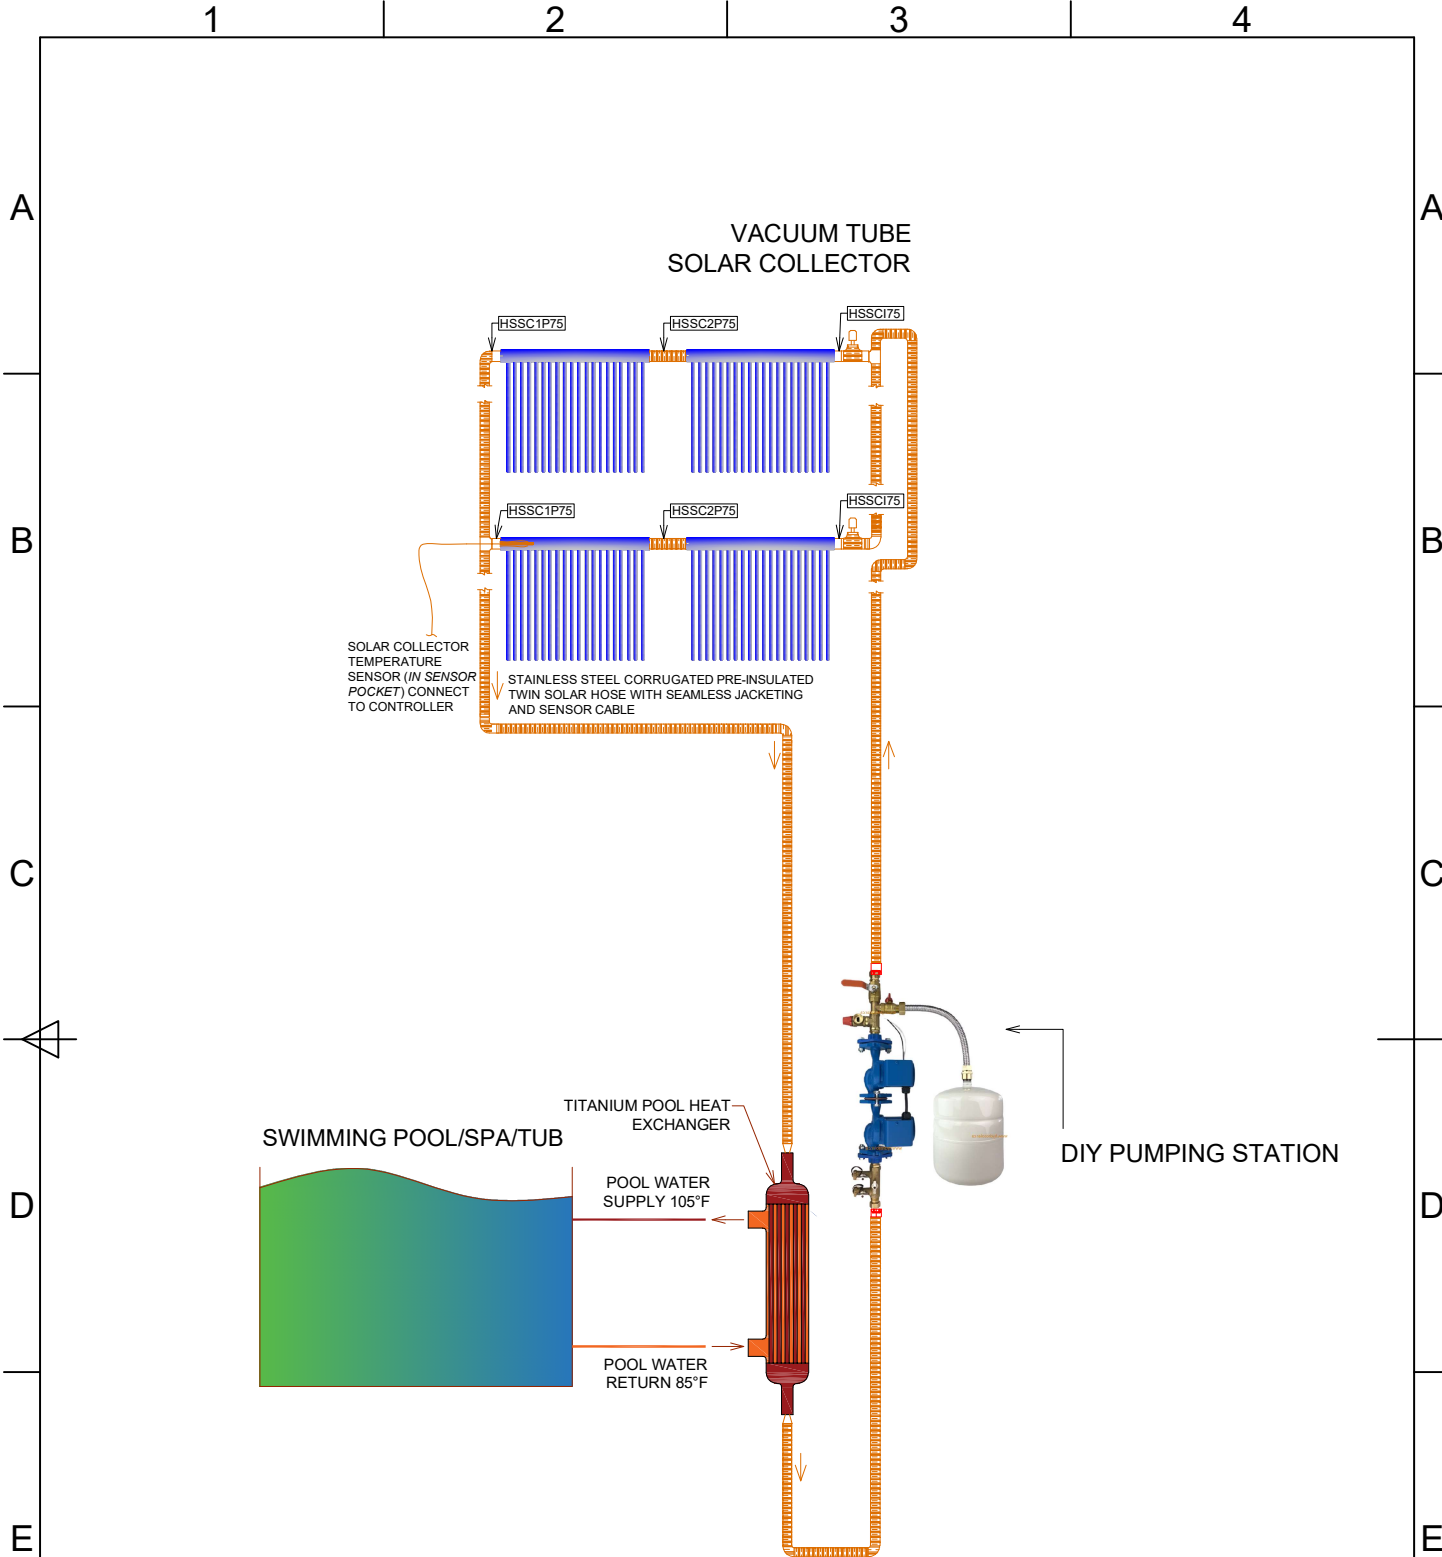 1 2 3 4
A A
VACUUM TUBE
SOLAR COLLECTOR
HSSC1P75 HSSC2P75 HSSCI75
HSSC1P75 HSSC2P75 HSSCI75
B B
SOLAR COLLECTOR
TEMPERATURE
SENSOR (IN SENSOR
POCKET) CONNECT
TO CONTROLLER
STAINLESS STEEL CORRUGATED PRE-INSULATED
TWIN SOLAR HOSE WITH SEAMLESS JACKETING
AND SENSOR CABLE
C C
TITANIUM POOL HEAT
EXCHANGER
SWIMMING POOL/SPA/TUB
DIY PUMPING STATION
POOL WATER
SUPPLY 105°F
D D
POOL WATER
RETURN 85°F
E E